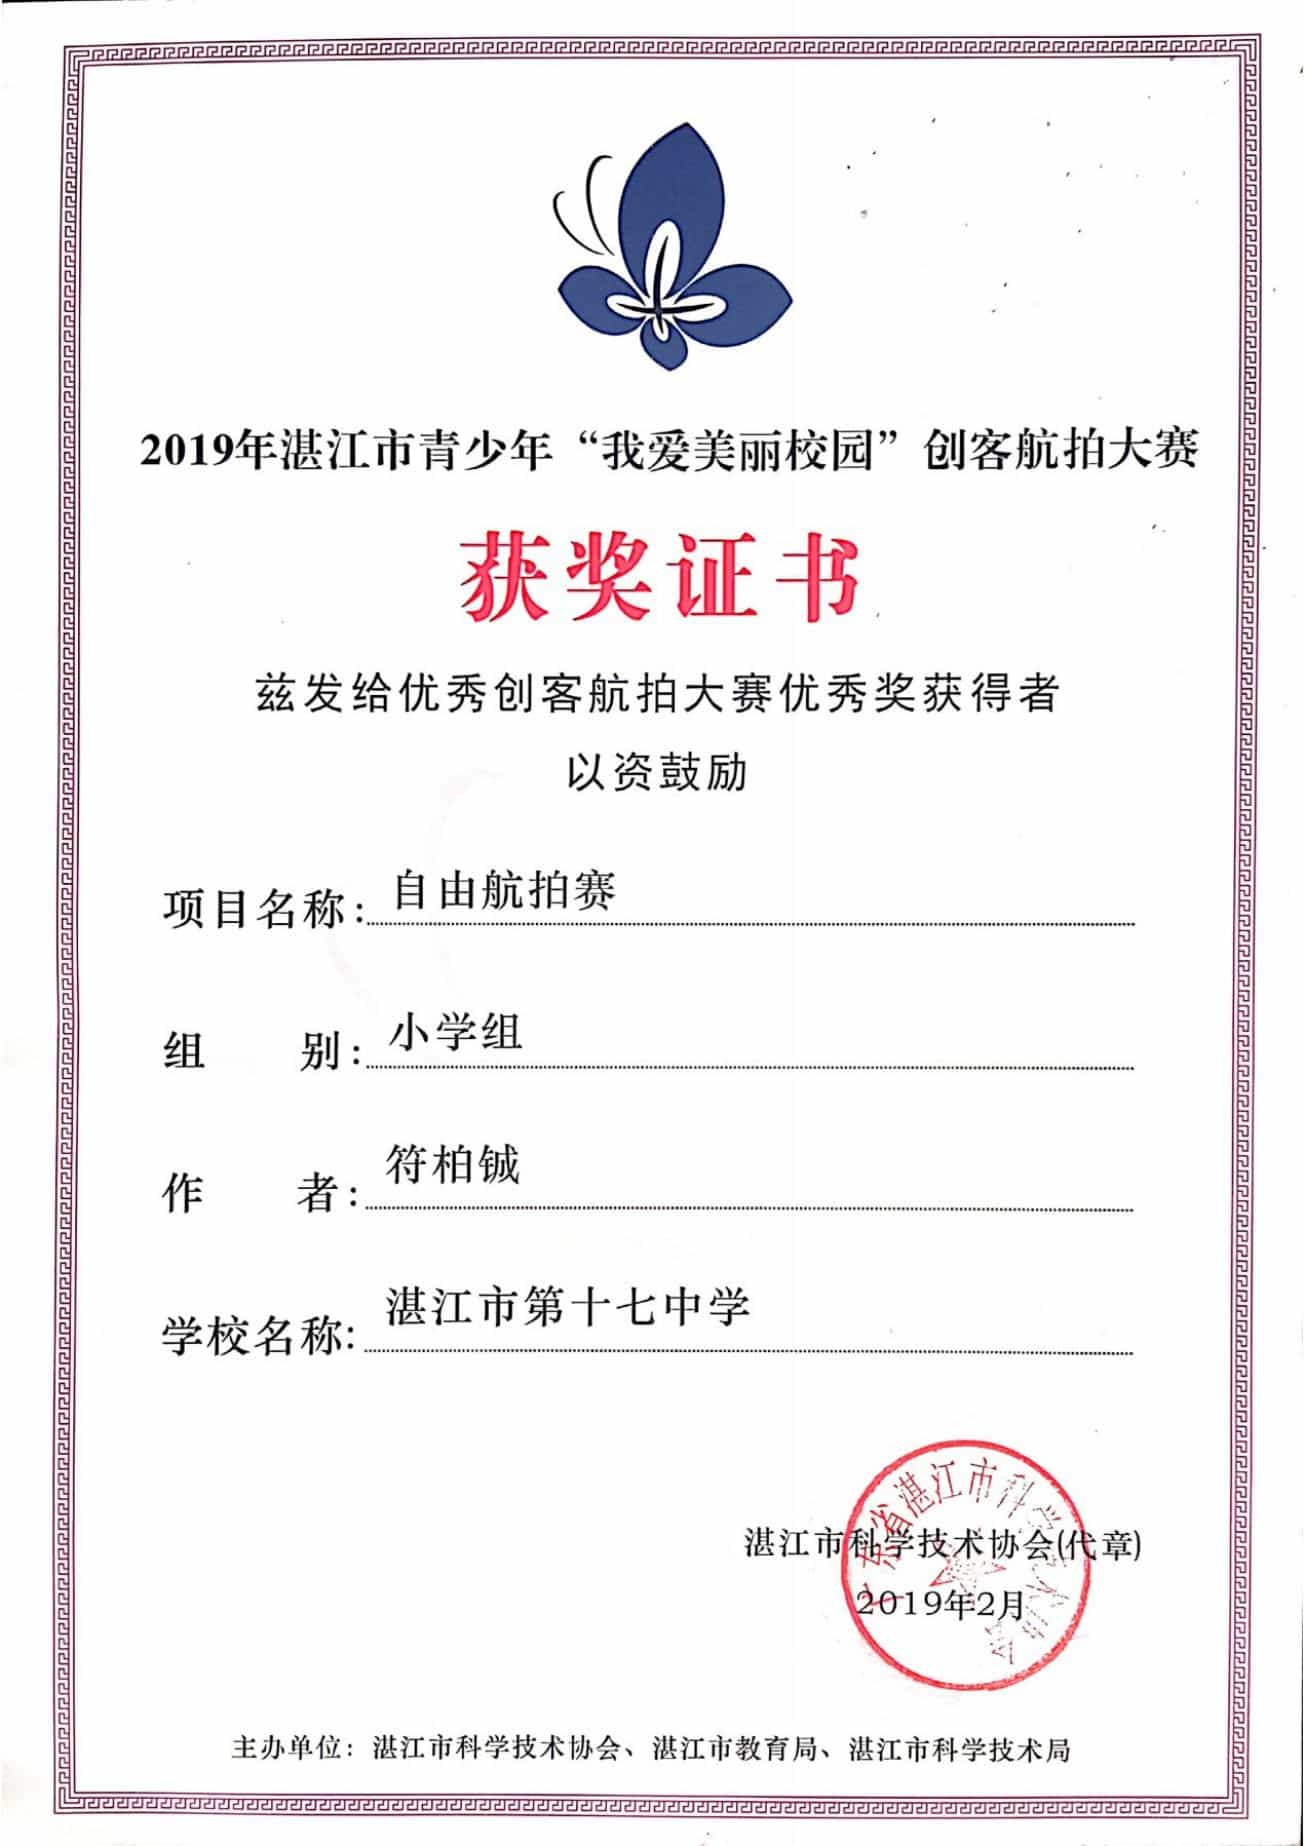 2019年湛江市青少年“我爱美丽校园”创客航拍大赛
获奖证书
兹发给优秀创客航拍大赛优秀奖获得者
以资鼓励
项目名称: 自由航拍赛
组 别: 小学组
作 者: 符柏铖
学校名称: 湛江市第十七中学
广东省湛江市科学技术协会
湛江市科学技术协会(代章)
2019年2月
主办单位：湛江市科学技术协会、湛江市教育局、湛江市科学技术局